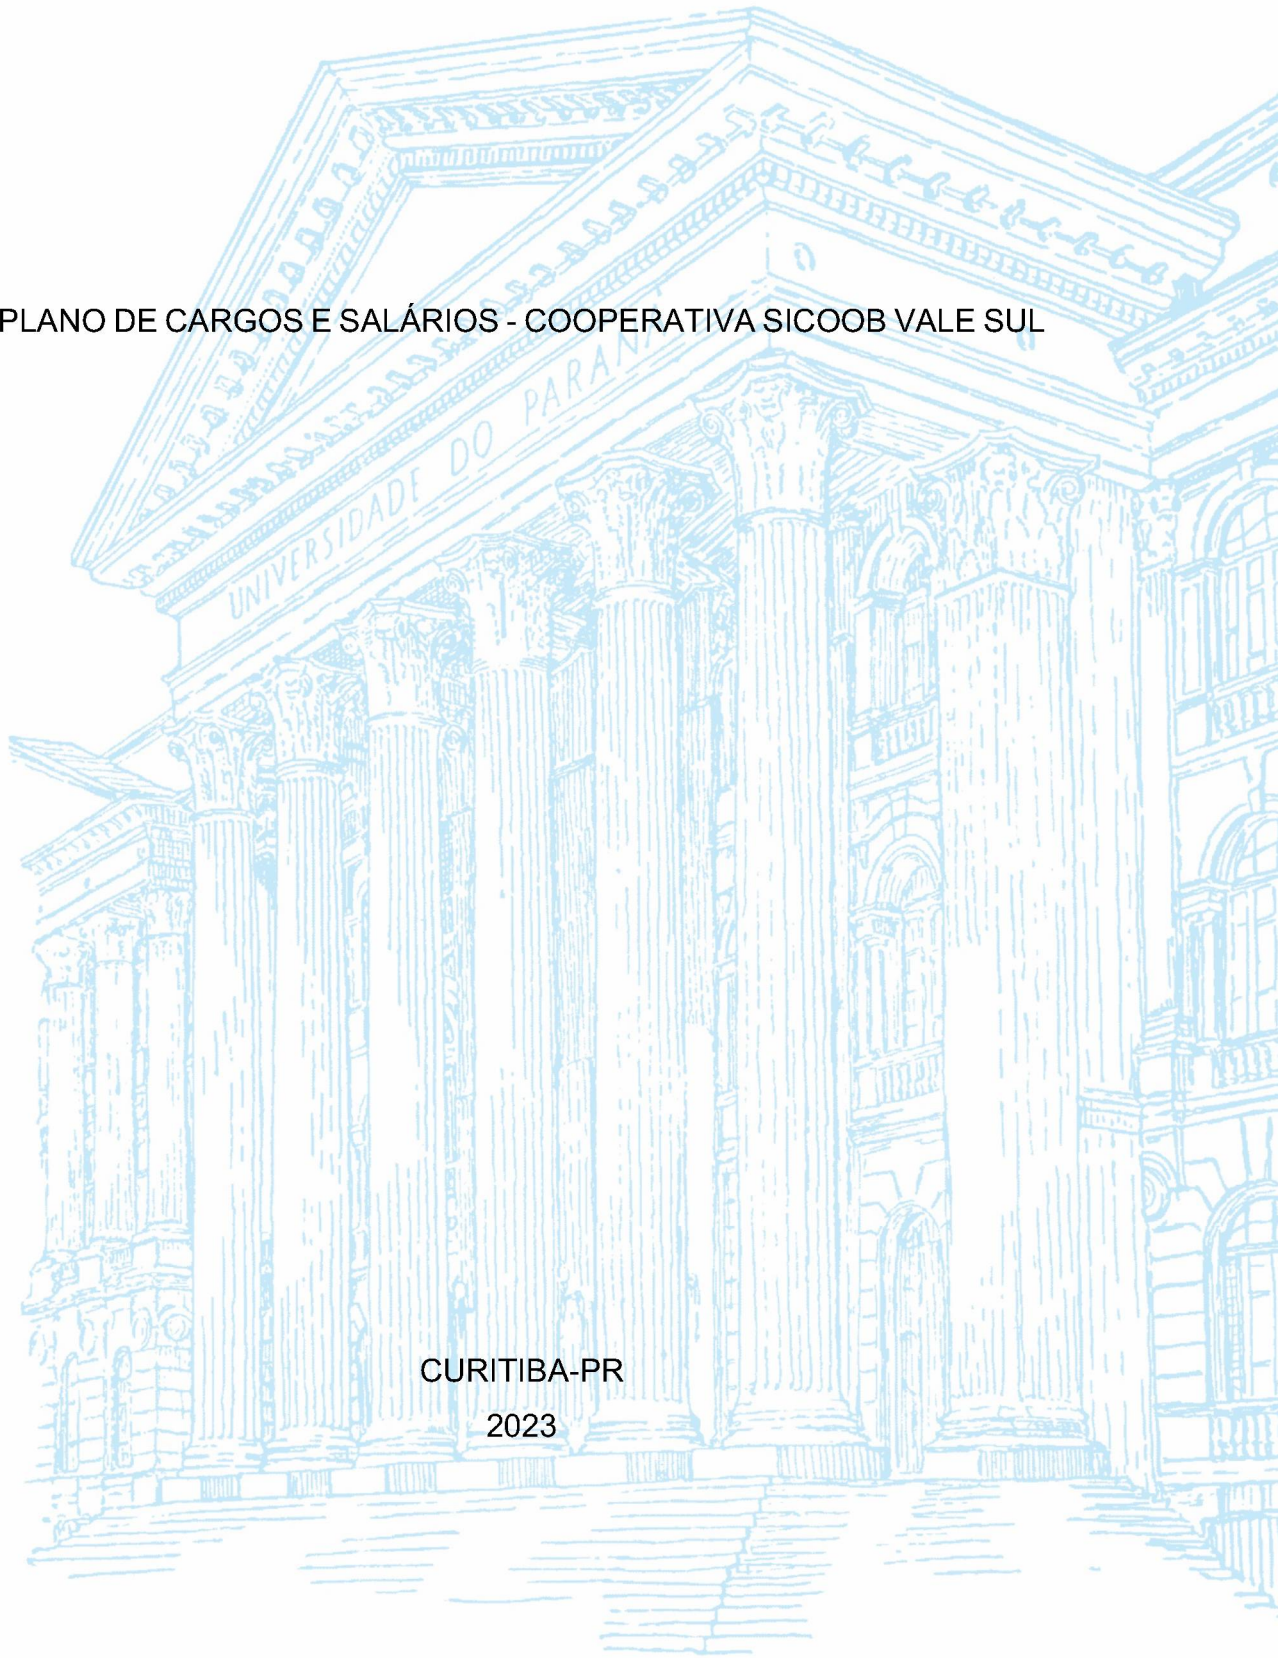 PLANO DE CARGOS E SALÁRIOS - COOPERATIVA SICOOB VALE SUL
UNIVERSIDADE DO PARANÁ
CURITIBA-PR
2023